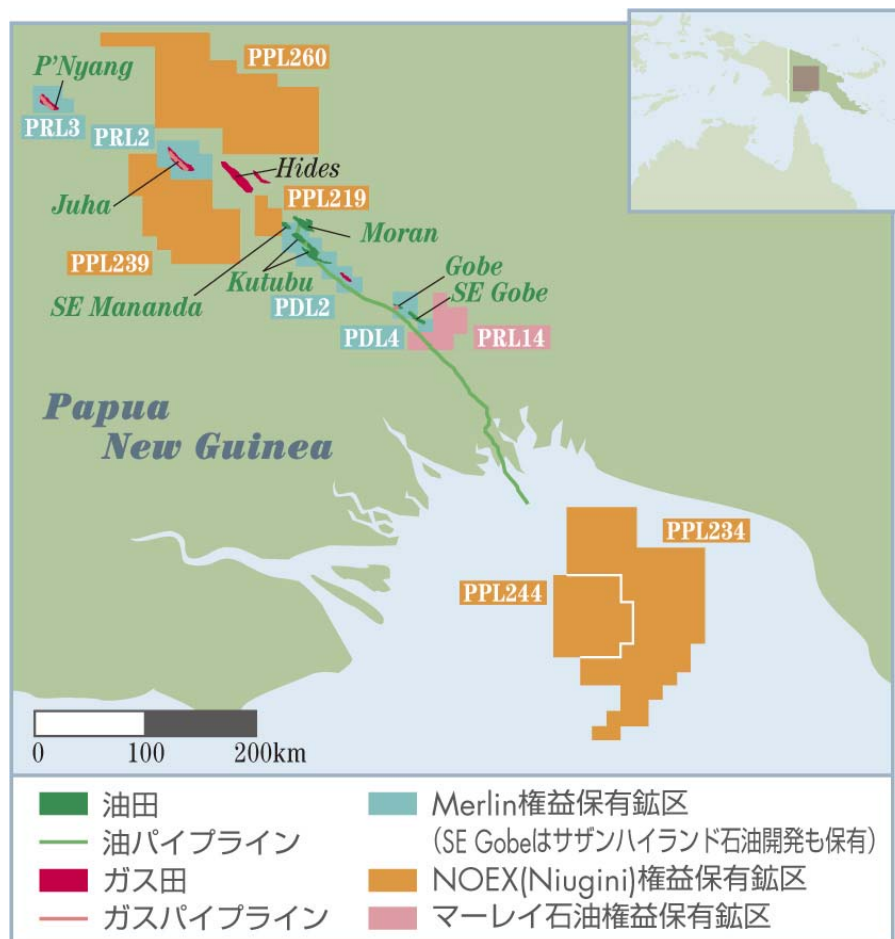 PPL260
P'Nyang
PRL3
PRL2
Hides
Juha
PPL219
Moran
PPL239
Kutubu
Gobe
SE Mananda
SE Gobe
PDL2
PDL4
PRL14
Papua
New Guinea
PPL234
PPL244
0 100 200km
油田
油パイプライン
ガス田
ガスパイプライン
Merlin権益保有鉱区
(SE Gobeはサザンハイランド石油開発も保有)
NOEX(Niugini)権益保有鉱区
マーレイ石油権益保有鉱区